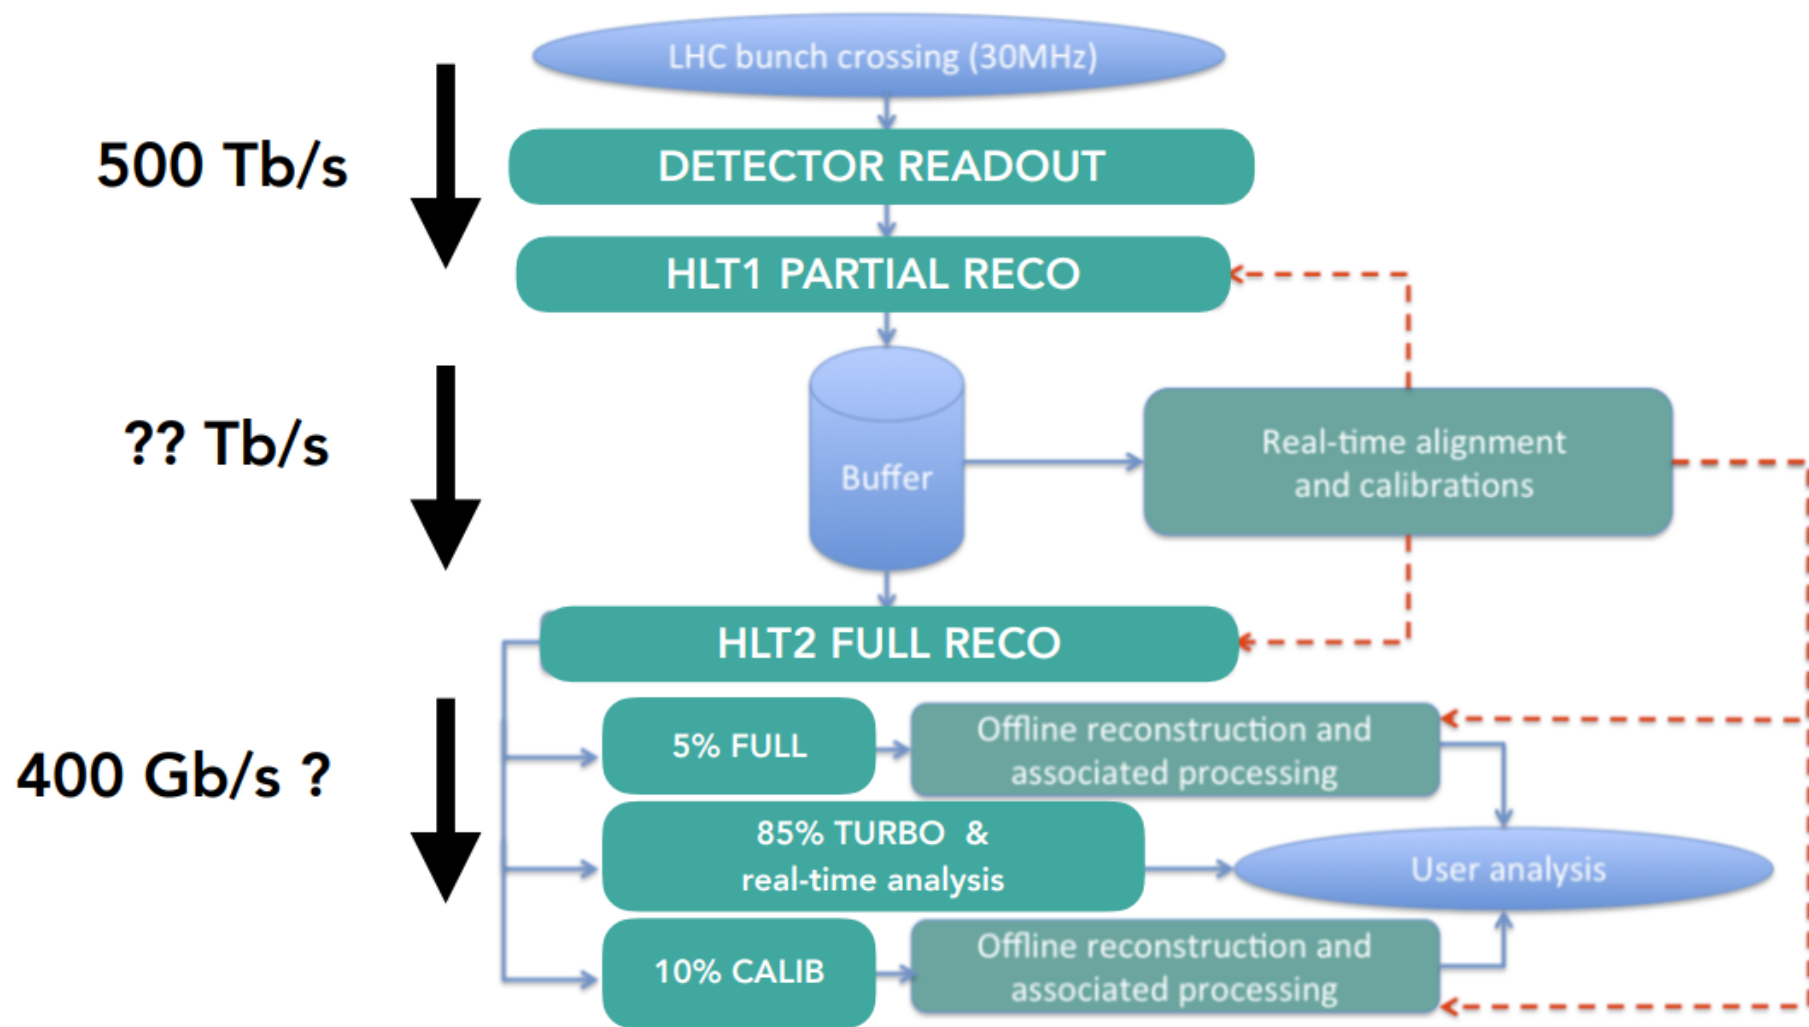 LHC bunch crossing (30MHz)
500 Tb/s
DETECTOR READOUT
HLT1 PARTIAL RECO
?? Tb/s
Buffer
Real-time alignment
and calibrations
HLT2 FULL RECO
400 Gb/s ?
5% FULL
Offline reconstruction and
associated processing
85% TURBO &
real-time analysis
User analysis
10% CALIB
Offline reconstruction and
associated processing